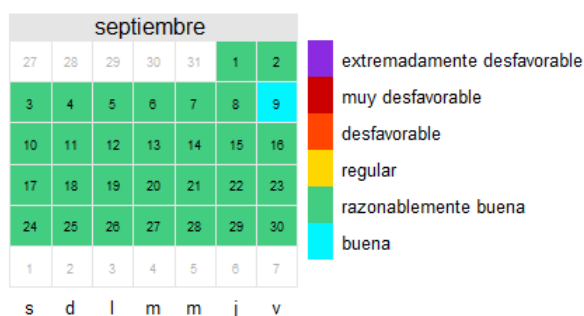 septiembre
27 28 29 30 31 1 2
3 4 5 6 7 8 9
10 11 12 13 14 15 16
17 18 19 20 21 22 23
24 25 26 27 28 29 30
1 2 3 4 5 6 7
s d l m m j v
extremadamente desfavorable
muy desfavorable
desfavorable
regular
razonablemente buena
buena